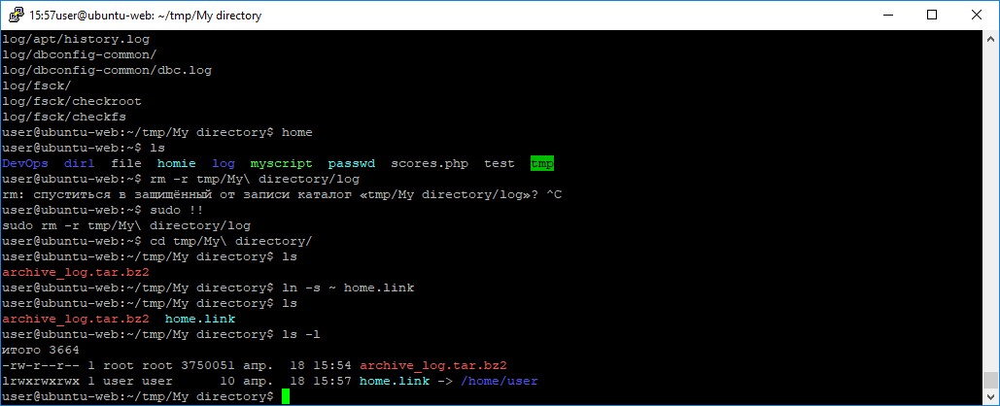 15:57user@ubuntu-web: ~/tmp/My directory
log/apt/history.log
log/dbconfig-common/
log/dbconfig-common/dbc.log
log/fsck/
log/fsck/checkroot
log/fsck/checkfs
user@ubuntu-web:~/tmp/My directory$ home
user@ubuntu-web:~$ ls
DevOps  dir1  file  homie  log  myscript  passwd  scores.php  test  tmp
user@ubuntu-web:~$ rm -r tmp/My\ directory/log
rm: спуститься в защищённый от записи каталог «tmp/My directory/log»? ^C
user@ubuntu-web:~$ sudo !!
sudo rm -r tmp/My\ directory/log
user@ubuntu-web:~$ cd tmp/My\ directory/
user@ubuntu-web:~/tmp/My directory$ ls
archive_log.tar.bz2
user@ubuntu-web:~/tmp/My directory$ ln -s ~ home.link
user@ubuntu-web:~/tmp/My directory$ ls
archive_log.tar.bz2  home.link
user@ubuntu-web:~/tmp/My directory$ ls -l
итого 3664
-rw-r--r-- 1 root root 3750051 апр.  18 15:54 archive_log.tar.bz2
lrwxrwxrwx 1 user user      10 апр.  18 15:57 home.link -> /home/user
user@ubuntu-web:~/tmp/My directory$